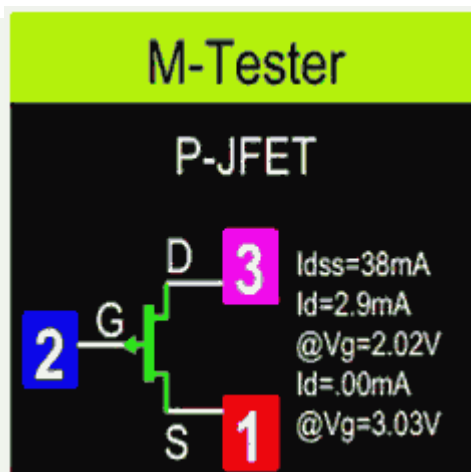 M-Tester
P-JFET
D
3
G
2
S
1
Idss=38mA
Id=2.9mA
@Vg=2.02V
Id=.00mA
@Vg=3.03V